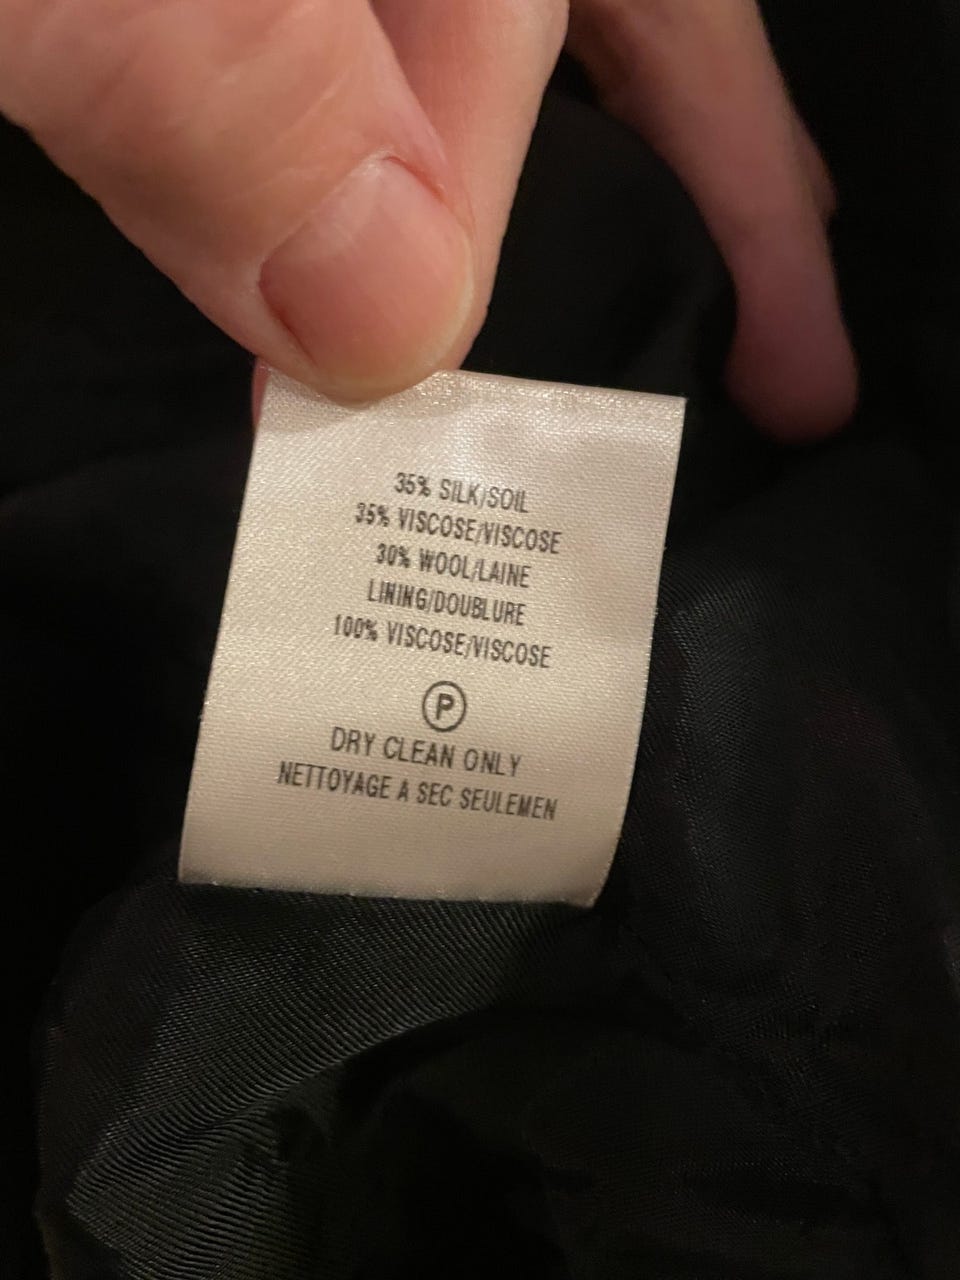 35% SILK/SOIL
35% VISCOSE/VISCOSE
30% WOOL/LAINE
LINING/DOUBLURE
100% VISCOSE/VISCOSE
P
DRY CLEAN ONLY
NETTOYAGE A SEC SEULEMEN